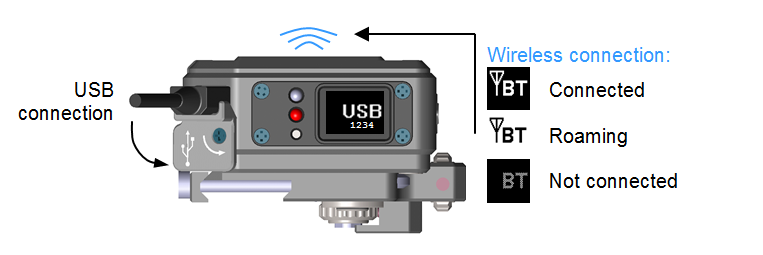 USB
connection
USB
1234
Wireless connection:
BT
Connected
BT
Roaming
BT
Not connected